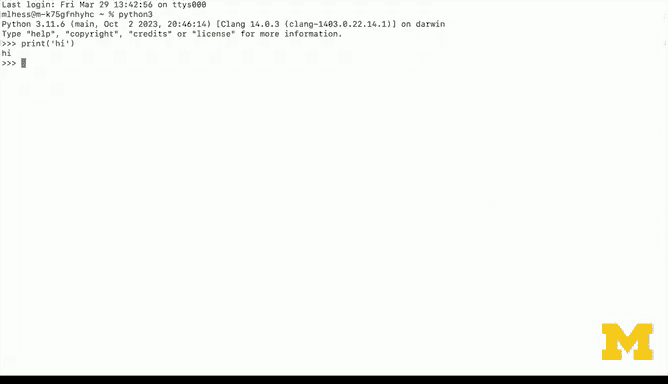 Last login: Fri Mar 29 13:42:56 on ttys000
mlhess@m-k75gfnhyhc ~ % python3
Python 3.11.6 (main, Oct  2 2023, 20:46:14) [Clang 14.0.3 (clang-1403.0.22.14.1)] on darwin
Type "help", "copyright", "credits" or "license" for more information.
>>> print('hi')
hi
>>>
M